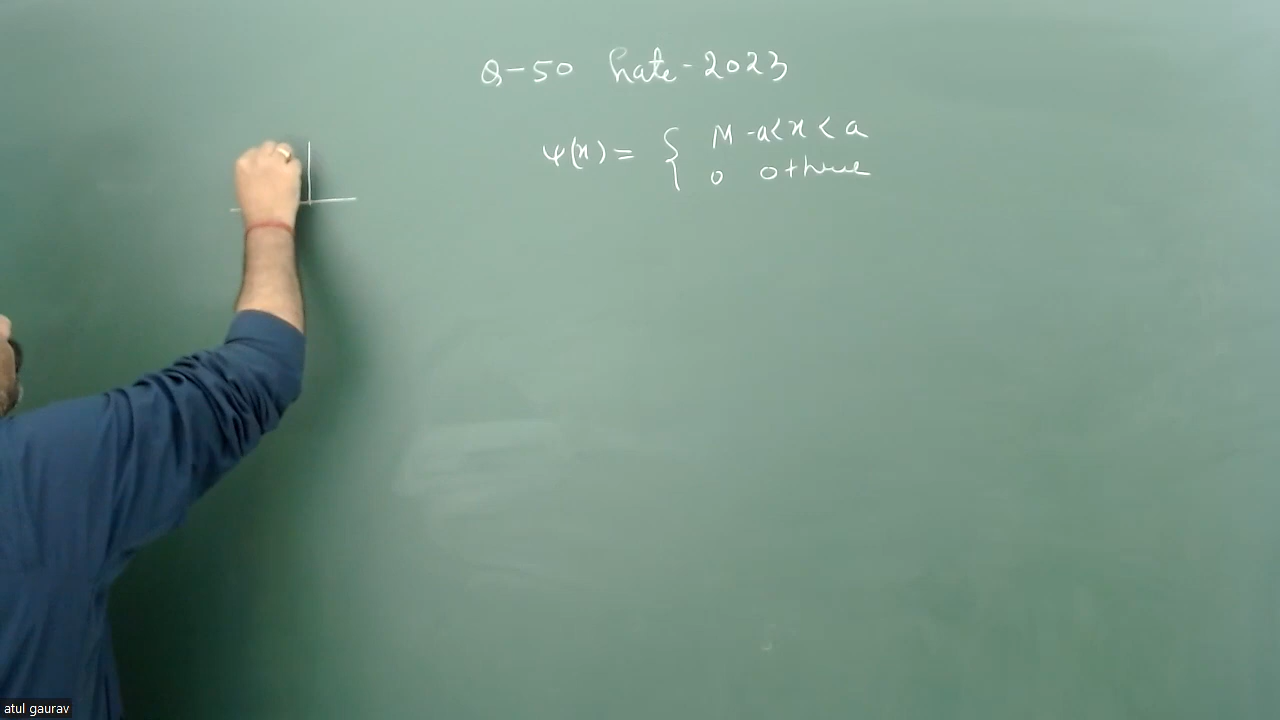 Q-50 Gate-2023
ψ(x) = { M -a<x<a
0 otherwise
atul gaurav